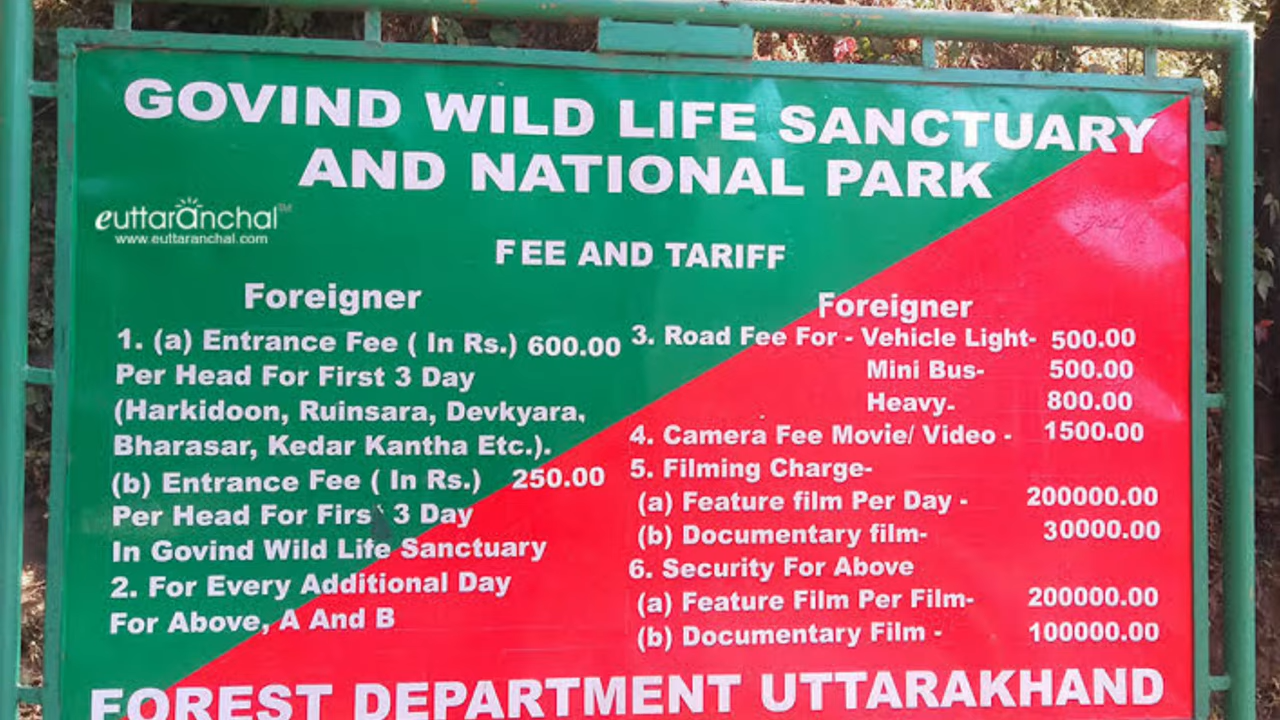 GOVIND WILD LIFE SANCTUARY
AND NATIONAL PARK
euttaranchal™
www.euttaranchal.com
FEE AND TARIFF
Foreigner
1. (a) Entrance Fee ( In Rs.) 600.00
Per Head For First 3 Day
(Harkidoon, Ruinsara, Devkyara,
Bharasar, Kedar Kantha Etc.).
(b) Entrance Fee ( In Rs.) 250.00
Per Head For First 3 Day
In Govind Wild Life Sanctuary
2. For Every Additional Day
For Above, A And B
Foreigner
3. Road Fee For - Vehicle Light- 500.00
Mini Bus- 500.00
Heavy- 800.00
4. Camera Fee Movie/ Video - 1500.00
5. Filming Charge-
(a) Feature film Per Day - 200000.00
(b) Documentary film- 30000.00
6. Security For Above
(a) Feature Film Per Film- 200000.00
(b) Documentary Film - 100000.00
FOREST DEPARTMENT UTTARAKHAND